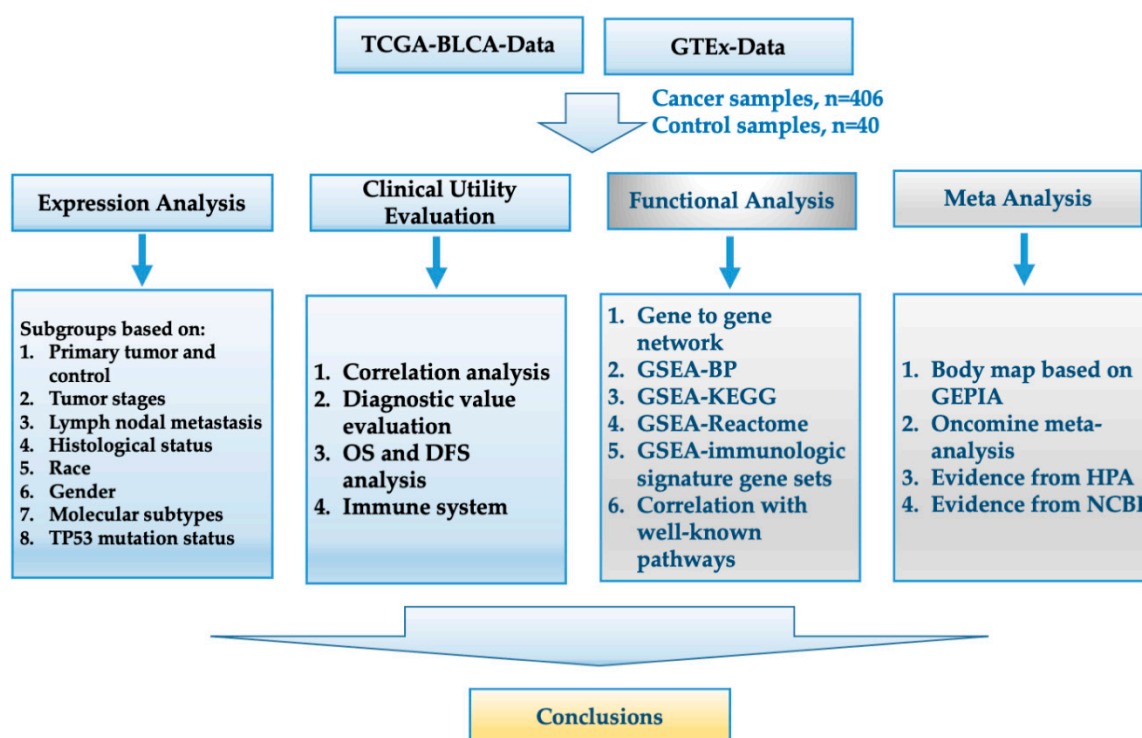 TCGA-BLCA-Data
GTEx-Data
Cancer samples, n=406
Control samples, n=40
Expression Analysis
Clinical Utility
Evaluation
Functional Analysis
Meta Analysis
Subgroups based on:
1. Primary tumor and
control
2. Tumor stages
3. Lymph nodal metastasis
4. Histological status
5. Race
6. Gender
7. Molecular subtypes
8. TP53 mutation status
1. Correlation analysis
2. Diagnostic value
evaluation
3. OS and DFS
analysis
4. Immune system
1. Gene to gene
network
2. GSEA-BP
3. GSEA-KEGG
4. GSEA-Reactome
5. GSEA-immunologic
signature gene sets
6. Correlation with
well-known
pathways
1. Body map based on
GEPIA
2. Oncomine meta-
analysis
3. Evidence from HPA
4. Evidence from NCBI
Conclusions